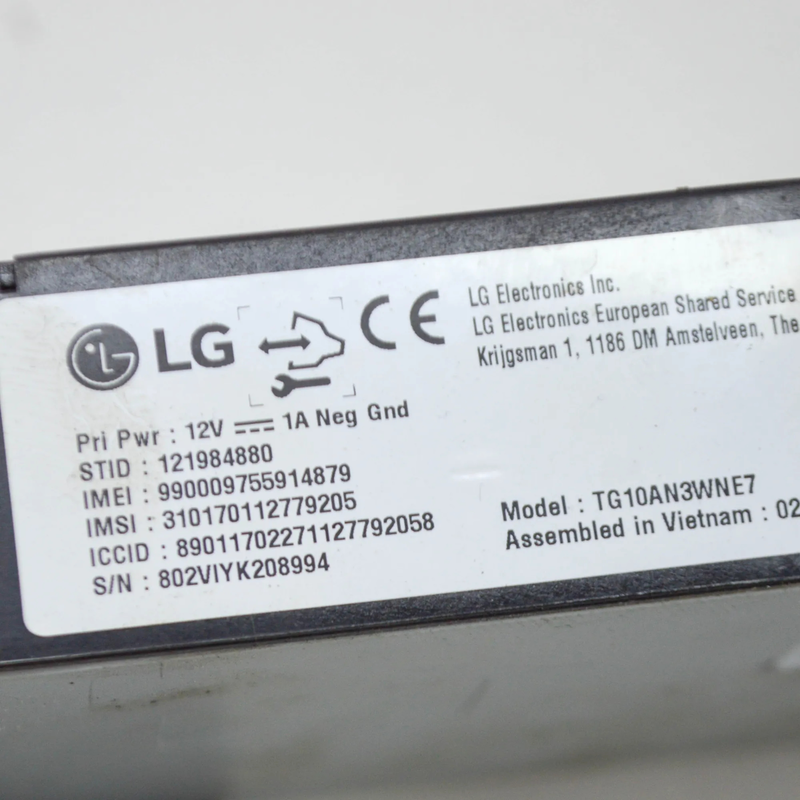 LG
CE
LG Electronics Inc.
LG Electronics European Shared Service
Krijgsman 1, 1186 DM Amstelveen, The
Pri Pwr : 12V ⎓ 1A Neg Gnd
STID : 121984880
IMEI : 990009755914879
IMSI : 310170112779205
ICCID : 89011702271127792058
S/N : 802VIYK208994
Model : TG10AN3WNE7
Assembled in Vietnam : 02